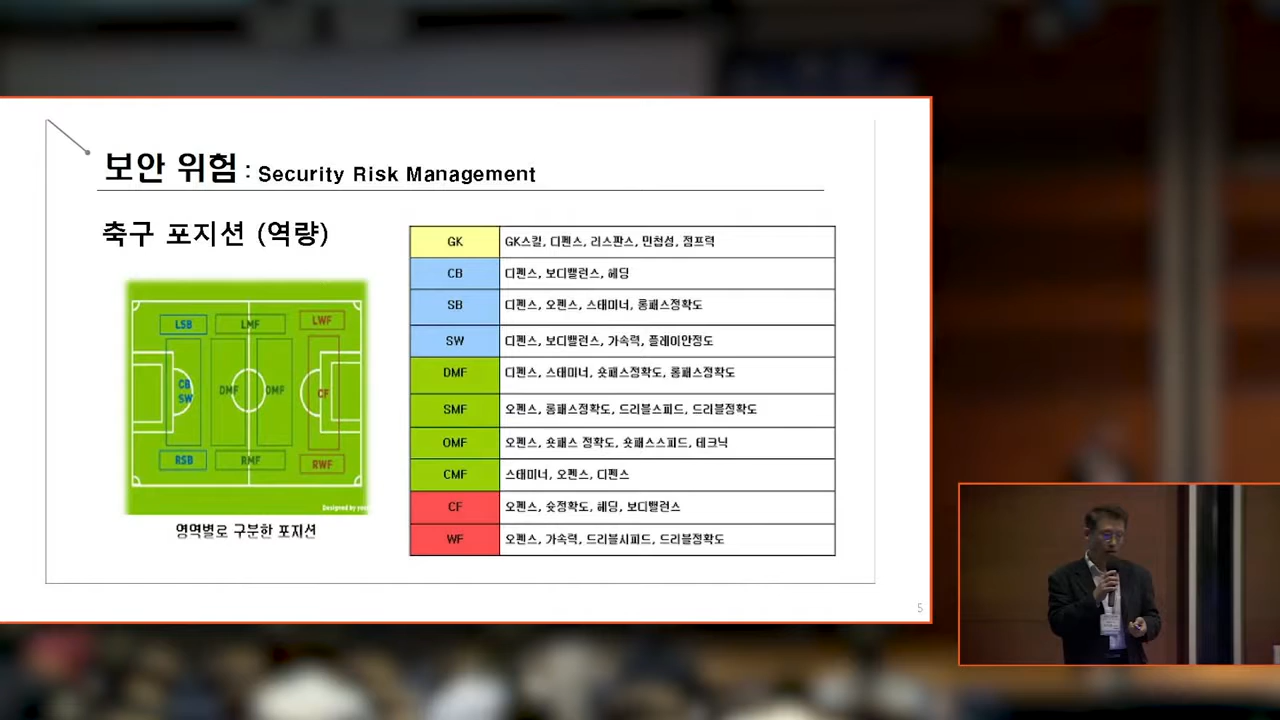 보안 위험 : Security Risk Management
축구 포지션 (역량)
LSB LMF LWF
CB
SW
DMF OMF CF
RSB RMF RWF
영역별로 구분한 포지션
GK GK스킬, 디펜스, 리스판스, 민첩섬, 점프력
CB 디펜스, 보디밸런스, 헤딩
SB 디펜스, 오펜스, 스태미너, 롱패스정확도
SW 디펜스, 보디밸런스, 가속력, 플레이안정도
DMF 디펜스, 스태미너, 숏패스정확도, 롱패스정확도
SMF 오펜스, 롱패스정확도, 드리블스피드, 드리블정확도
OMF 오펜스, 숏패스 정확도, 숏패스스피드, 테크닉
CMF 스태미너, 오펜스, 디펜스
CF 오펜스, 슛정확도, 헤딩, 보디밸런스
WF 오펜스, 가속력, 드리블시피드, 드리블정확도
5